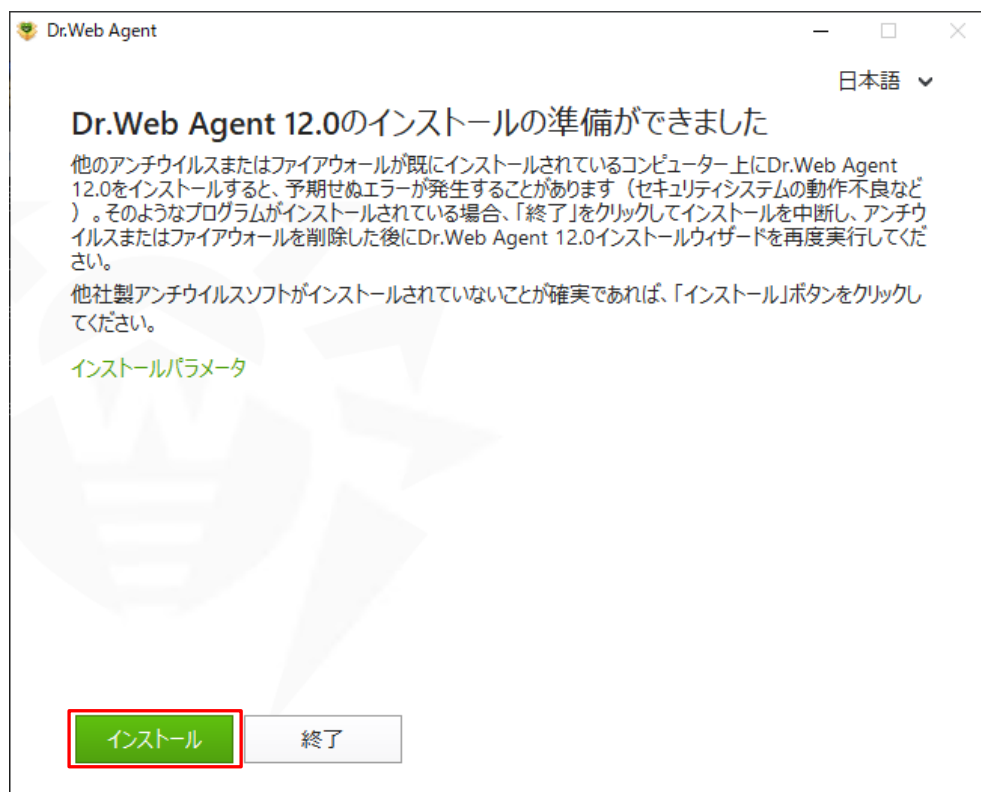 Dr.Web Agent
日本語
Dr.Web Agent 12.0のインストールの準備ができました
他のアンチウイルスまたはファイアウォールが既にインストールされているコンピューター上にDr.Web Agent
12.0をインストールすると、予期せぬエラーが発生することがあります（セキュリティシステムの動作不良など
）。そのようなプログラムがインストールされている場合、「終了」をクリックしてインストールを中断し、アンチウ
イルスまたはファイアウォールを削除した後にDr.Web Agent 12.0インストールウィザードを再度実行してくだ
さい。
他社製アンチウイルスソフトがインストールされていないことが確実であれば、「インストール」ボタンをクリックし
てください。
インストールパラメータ
インストール
終了